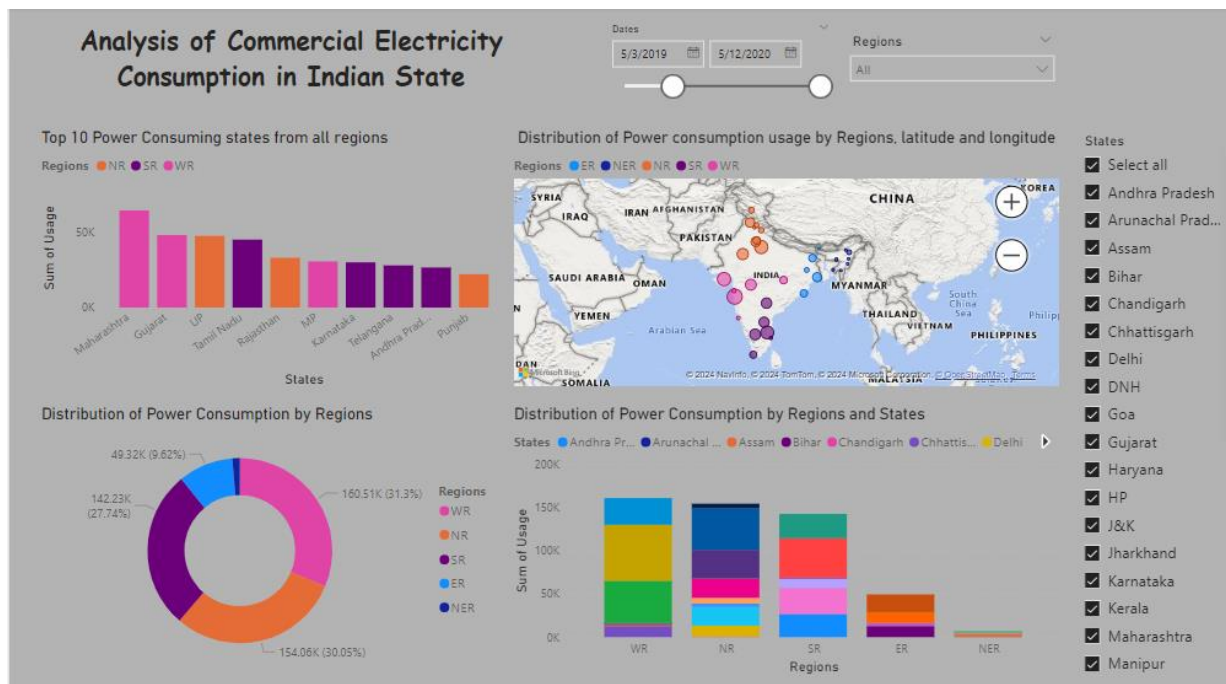 Analysis of Commercial Electricity
Consumption in Indian State
Dates
5/3/2019
5/12/2020
Regions
All
Top 10 Power Consuming states from all regions
Regions NR SR WR
Sum of Usage
50K
0K
Maharashtra
Gujarat
UP
Tamil Nadu
Rajasthan
MP
Karnataka
Telangana
Andhra Prad...
Punjab
States
Distribution of Power consumption usage by Regions, latitude and longitude
Regions ER NER NR SR WR
SYRIA
IRAQ
IRAN
AFGHANISTAN
PAKISTAN
CHINA
KOREA
SAUDI ARABIA
OMAN
INDIA
MYANMAR
YEMEN
Arabian Sea
THAILAND
VIETNAM
South
China
Sea
PHILIPPINES
Philipp
DAN
SOMALIA
MALAYSIA
Microsoft Bing
© 2024 NavInfo, © 2024 TomTom, © 2024 Microsoft Corporation, © OpenStreetMap Terms
States
Select all
Andhra Pradesh
Arunachal Prad...
Assam
Bihar
Chandigarh
Chhattisgarh
Delhi
DNH
Goa
Gujarat
Haryana
HP
J&K
Jharkhand
Karnataka
Kerala
Maharashtra
Manipur
Distribution of Power Consumption by Regions
49.32K (9.62%)
142.23K
(27.74%)
160.51K (31.3%)
154.06K (30.05%)
Regions
WR
NR
SR
ER
NER
Distribution of Power Consumption by Regions and States
States Andhra Pr... Arunachal ... Assam Bihar Chandigarh Chhattis... Delhi
Sum of Usage
200K
150K
100K
50K
0K
WR
NR
SR
ER
NER
Regions